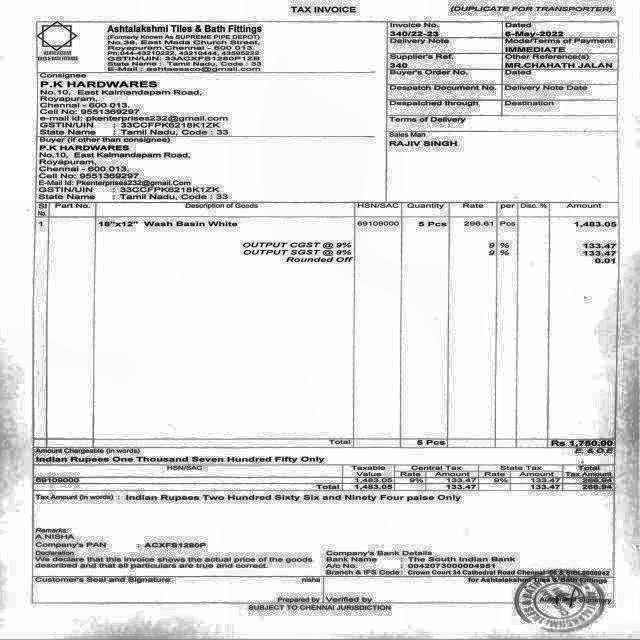 TAX INVOICE
(DUPLICATE FOR TRANSPORTER)
Ashtalakshmi Tiles & Bath Fittings
(Formerly Known As SUPREME PIPE DEPOT)
No.38, East Mada Church Street,
Royapuram, Chennai - 600 013.
Ph:044-43210222, 43210444, 43595222
GSTIN/UIN : 33ACXFS1280P1Z8
State Name : Tamil Nadu, Code : 33
Invoice No.
340/22-23
Dated
6-May-2022
Delivery Note
Mode/Terms of Payment
IMMEDIATE
Supplier's Ref.
340
Other Reference(s)
MR.CHAHATH JALAN
Buyer's Order No.
Dated
Despatch Document No.
Delivery Note Date
Despatched through
Destination
Terms of Delivery
Sales Man
RAJIV SINGH
Consignee
P.K HARDWARES
No.10, East Kalmandapam Road,
Royapuram,
Chennai - 600 013.
Cell No: 9551369297
e-mail id: pkenterprises232@gmail.com
GSTIN/UIN : 33CCFPK6218K1ZK
State Name : Tamil Nadu, Code : 33
Buyer (if other than consignee)
P.K HARDWARES
No.10, East Kalmandapam Road,
Royapuram,
Chennai - 600 013.
Cell No: 9551369297
E-Mail Id: Pkenterprises232@gmail.Com
GSTIN/UIN : 33CCFPK6218K1ZK
State Name : Tamil Nadu, Code : 33
Sl No. Part No. Description of Goods HSN/SAC Quantity Rate per Disc. % Amount
1 18"x12" Wash Basin White 69109000 5 Pcs 296.61 Pcs 1,483.05
OUTPUT CGST @ 9% 9 % 133.47
OUTPUT SGST @ 9% 9 % 133.47
Rounded Off 0.01
Total 5 Pcs Rs 1,750.00
Amount Chargeable (in words) E. & O.E
Indian Rupees One Thousand Seven Hundred Fifty Only
HSN/SAC Taxable Value Central Tax Rate Amount State Tax Rate Amount Total Tax Amount
69109000 1,483.05 9% 133.47 9% 133.47 266.94
Total 1,483.05 133.47 133.47 266.94
Tax Amount (in words) : Indian Rupees Two Hundred Sixty Six and Ninety Four paise Only
Remarks:
A.NISHA
Company's PAN : ACXFS1280P
Declaration
We declare that this invoice shows the actual price of the goods
described and that all particulars are true and correct.
Company's Bank Details
Bank Name : The South Indian Bank
A/c No. : 0042073000004951
Branch & IFS Code: Crown Court 34 Cathedral Road Chennai
Customer's Seal and Signature
nisha
for Ashtalakshmi Tiles & Bath Fittings
Prepared by
Verified by
Signatory
SUBJECT TO CHENNAI JURISDICTION